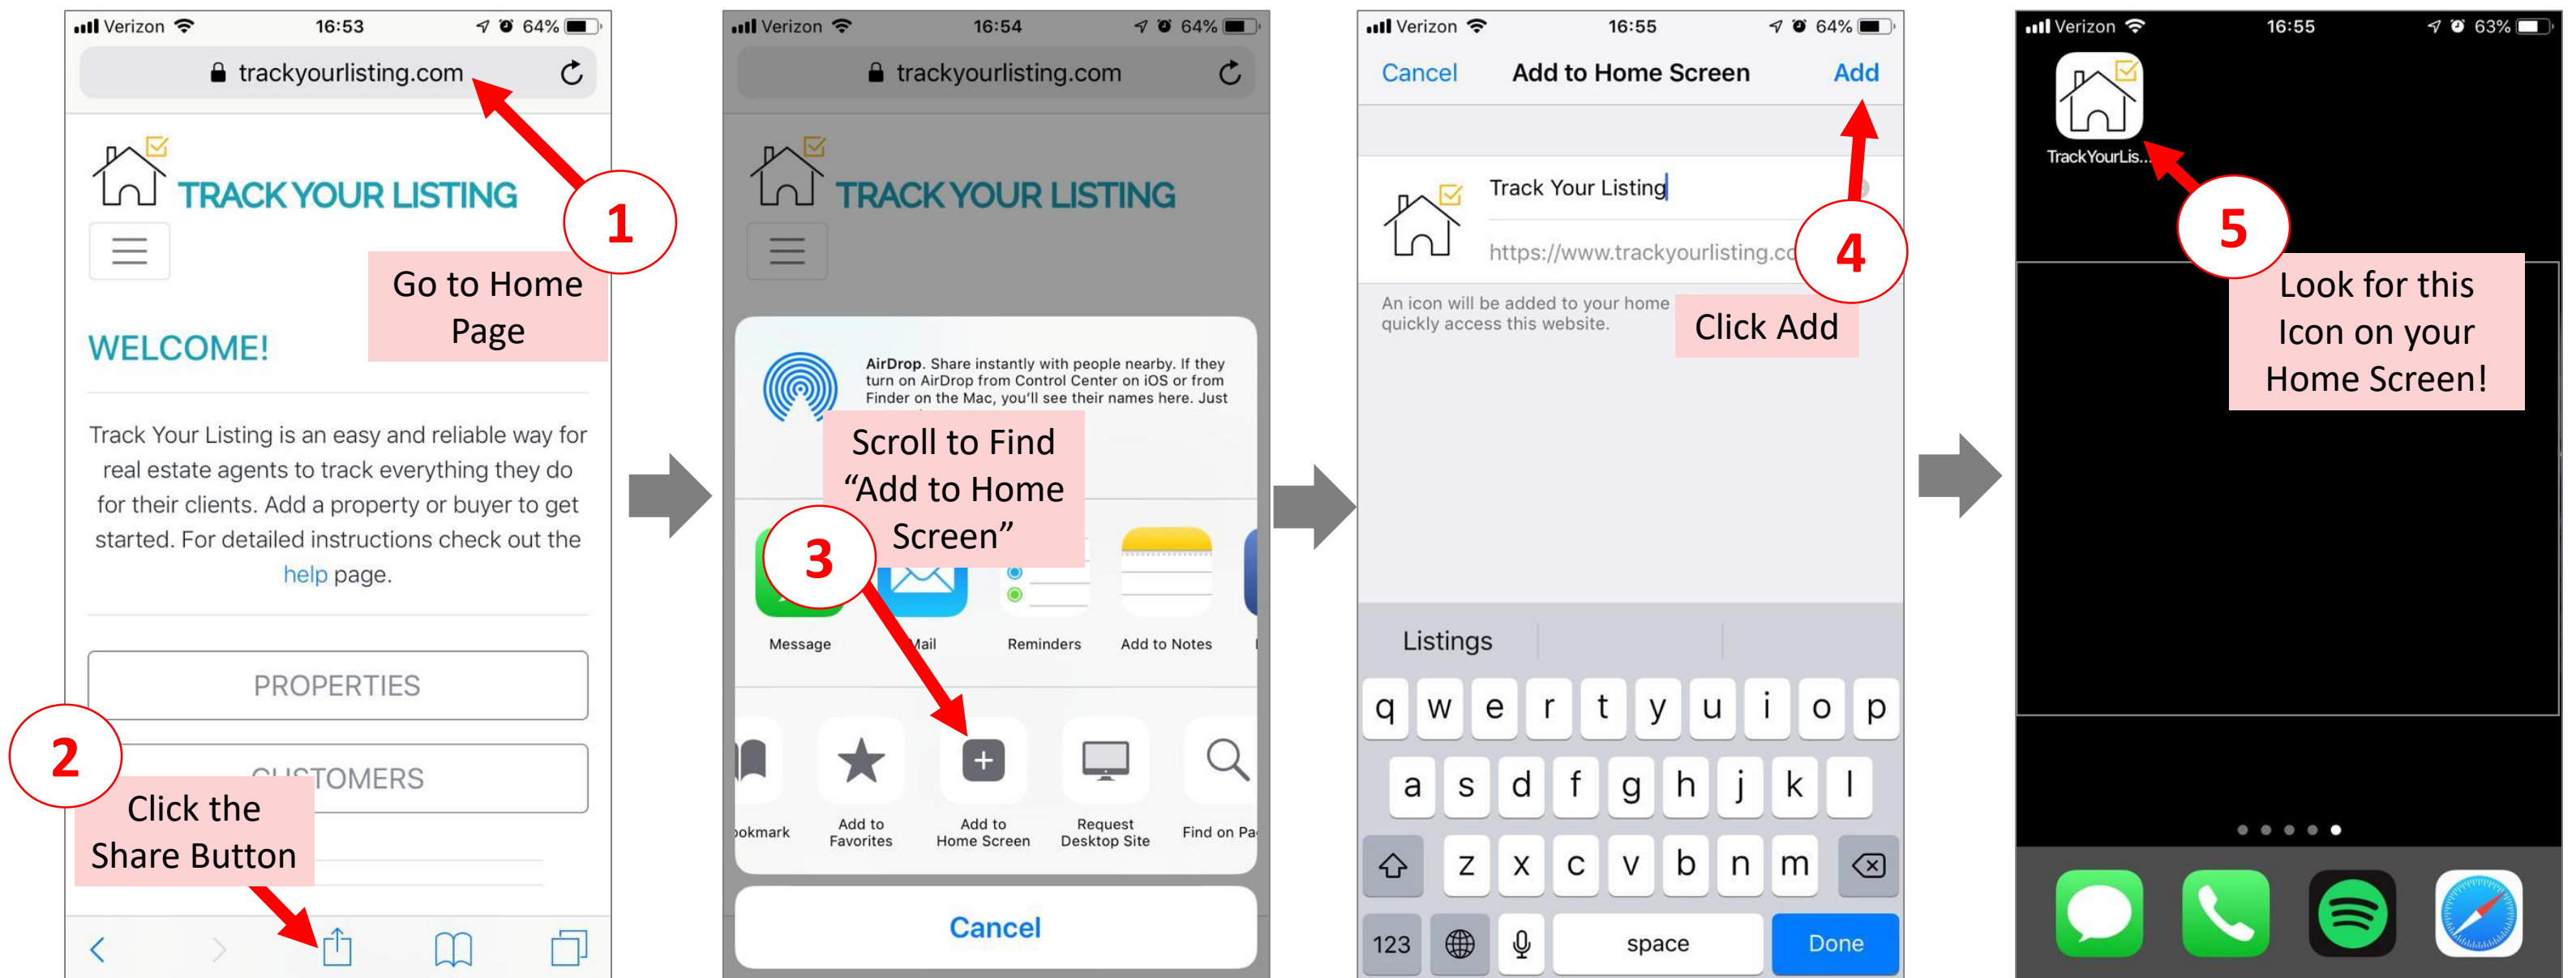 Verizon 16:53 64%
trackyourlisting.com
TRACK YOUR LISTING
1
Go to Home
Page
WELCOME!
Track Your Listing is an easy and reliable way for
real estate agents to track everything they do
for their clients. Add a property or buyer to get
started. For detailed instructions check out the
help page.
PROPERTIES
2
CUSTOMERS
Click the
Share Button
Verizon 16:54 64%
trackyourlisting.com
TRACK YOUR LISTING
AirDrop. Share instantly with people nearby. If they
turn on AirDrop from Control Center on iOS or from
Finder on the Mac, you'll see their names here. Just
Scroll to Find
“Add to Home
Screen”
3
Message Mail Reminders Add to Notes
Add to
Favorites
Add to
Home Screen
Request
Desktop Site
Find on
Cancel
Verizon 16:55 64%
Cancel Add to Home Screen Add
Track Your Listing
https://www.trackyourlisting.co
4
An icon will be added to your home
quickly access this website.
Click Add
Listings
q w e r t y u i o p
a s d f g h j k l
z x c v b n m
123 space Done
Verizon 16:55 63%
TrackYourLis...
5
Look for this
Icon on your
Home Screen!